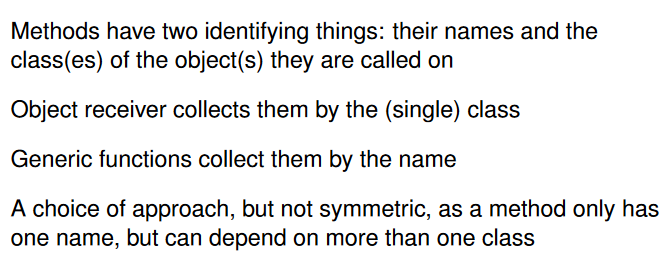 Methods have two identifying things: their names and the
class(es) of the object(s) they are called on
Object receiver collects them by the (single) class
Generic functions collect them by the name
A choice of approach, but not symmetric, as a method only has
one name, but can depend on more than one class